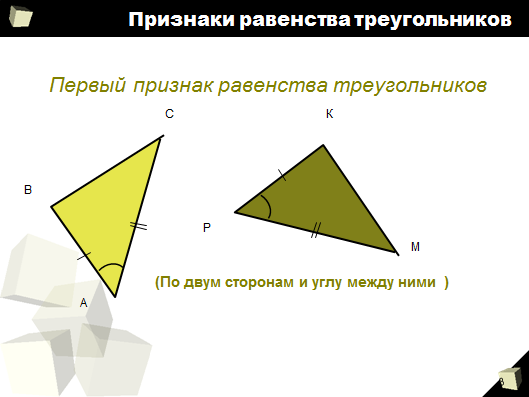 Признаки равенства треугольников
Первый признак равенства треугольников
С
К
В
Р
М
А
(По двум сторонам и углу между ними )